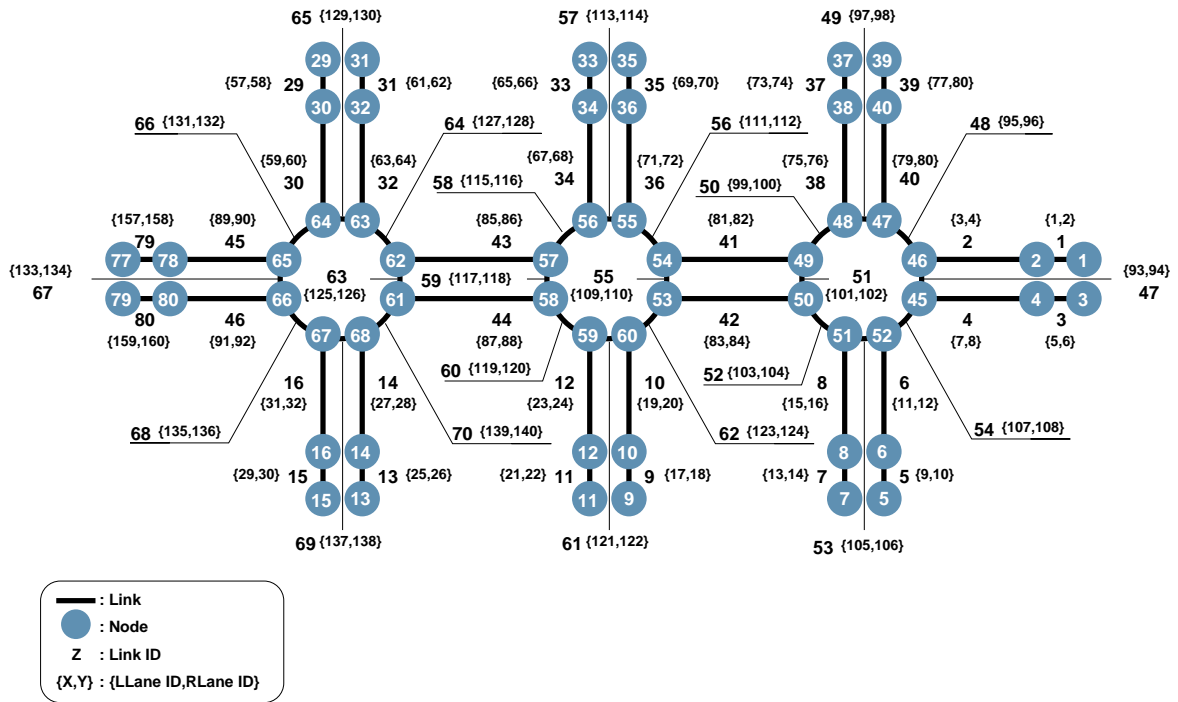 65 {129,130} 57 {113,114} 49 {97,98}
29 31 33 35 37 39
{57,58} 29 31 {61,62} {65,66} 33 35 {69,70} {73,74} 37 39 {77,80}
30 32 34 36 38 40
66 {131,132} 64 {127,128} 56 {111,112} 48 {95,96}
{59,60} {63,64} {67,68} {71,72} {75,76} {79,80}
30 32 58 {115,116} 34 36 50 {99,100} 38 40
64 63 56 55 48 47
{157,158} {89,90} {85,86} {81,82} {3,4} {1,2}
79 45 43 41 2 1
77 78 65 62 57 54 49 46 2 1
{133,134} 63 59 {117,118} 55 51 {93,94}
67 {125,126} {109,110} {101,102} 47
79 80 66 61 58 53 50 45 4 3
80 46 44 42 4 3
{159,160} {91,92} {87,88} {83,84} {7,8} {5,6}
67 68 59 60 51 52
60 {119,120} 52 {103,104}
16 14 12 10 8 6
{31,32} {27,28} {23,24} {19,20} {15,16} {11,12}
68 {135,136} 70 {139,140} 62 {123,124} 54 {107,108}
16 14 12 10 8 6
{29,30} 15 13 {25,26} {21,22} 11 9 {17,18} {13,14} 7 5 {9,10}
15 13 11 9 7 5
69 {137,138} 61 {121,122} 53 {105,106}
: Link
: Node
Z : Link ID
{X,Y} : {LLane ID,RLane ID}